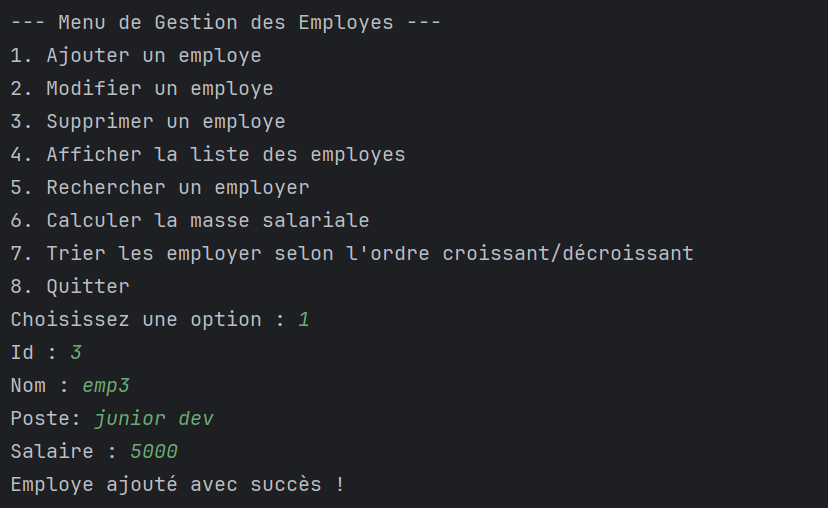 --- Menu de Gestion des Employes ---
1. Ajouter un employe
2. Modifier un employe
3. Supprimer un employe
4. Afficher la liste des employes
5. Rechercher un employer
6. Calculer la masse salariale
7. Trier les employer selon l'ordre croissant/décroissant
8. Quitter
Choisissez une option : 1
Id : 3
Nom : emp3
Poste: junior dev
Salaire : 5000
Employe ajouté avec succès !